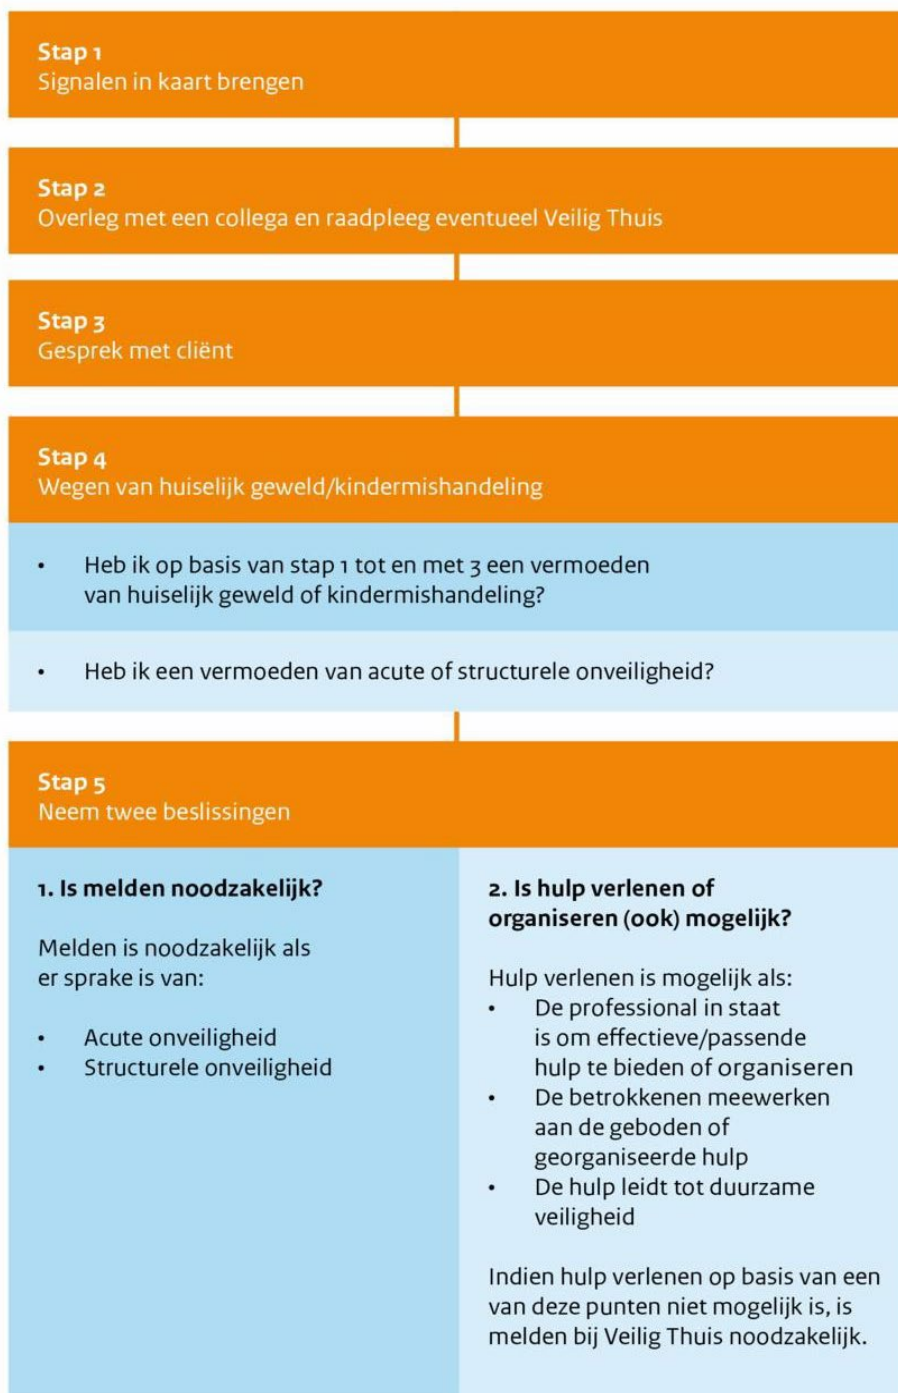 Stap 1
Signalen in kaart brengen
Stap 2
Overleg met een collega en raadpleeg eventueel Veilig Thuis
Stap 3
Gesprek met cliënt
Stap 4
Wegen van huiselijk geweld/kindermishandeling
• Heb ik op basis van stap 1 tot en met 3 een vermoeden
van huiselijk geweld of kindermishandeling?
• Heb ik een vermoeden van acute of structurele onveiligheid?
Stap 5
Neem twee beslissingen
1. Is melden noodzakelijk?
Melden is noodzakelijk als
er sprake is van:
• Acute onveiligheid
• Structurele onveiligheid
2. Is hulp verlenen of
organiseren (ook) mogelijk?
Hulp verlenen is mogelijk als:
• De professional in staat
is om effectieve/passende
hulp te bieden of organiseren
• De betrokkenen meewerken
aan de geboden of
georganiseerde hulp
• De hulp leidt tot duurzame
veiligheid
Indien hulp verlenen op basis van een
van deze punten niet mogelijk is, is
melden bij Veilig Thuis noodzakelijk.